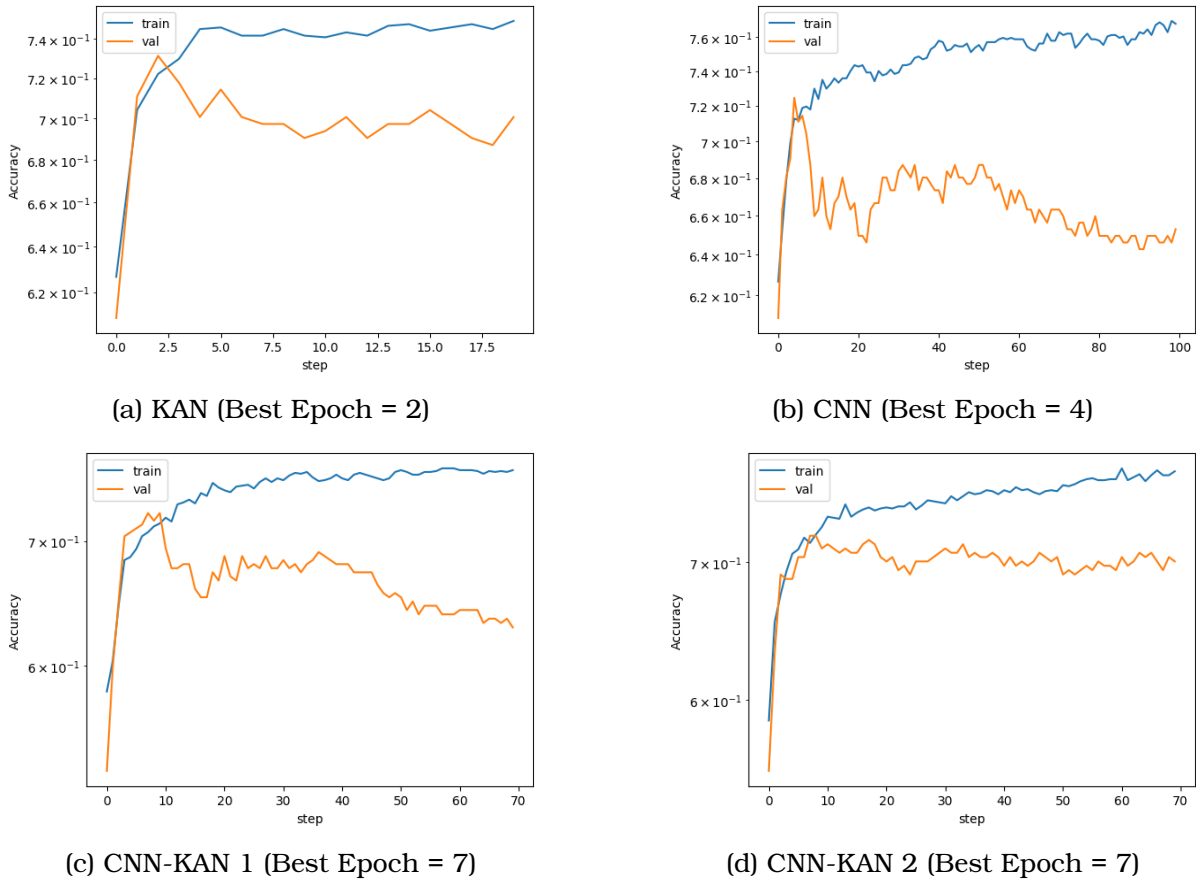 train
val
7.4 × 10⁻¹
7.2 × 10⁻¹
7 × 10⁻¹
6.8 × 10⁻¹
6.6 × 10⁻¹
6.4 × 10⁻¹
6.2 × 10⁻¹
Accuracy
0.0 2.5 5.0 7.5 10.0 12.5 15.0 17.5
step
(a) KAN (Best Epoch = 2)
train
val
7.6 × 10⁻¹
7.4 × 10⁻¹
7.2 × 10⁻¹
7 × 10⁻¹
6.8 × 10⁻¹
6.6 × 10⁻¹
6.4 × 10⁻¹
6.2 × 10⁻¹
Accuracy
0 20 40 60 80 100
step
(b) CNN (Best Epoch = 4)
train
val
7 × 10⁻¹
6 × 10⁻¹
Accuracy
0 10 20 30 40 50 60 70
step
(c) CNN-KAN 1 (Best Epoch = 7)
train
val
7 × 10⁻¹
6 × 10⁻¹
Accuracy
0 10 20 30 40 50 60 70
step
(d) CNN-KAN 2 (Best Epoch = 7)